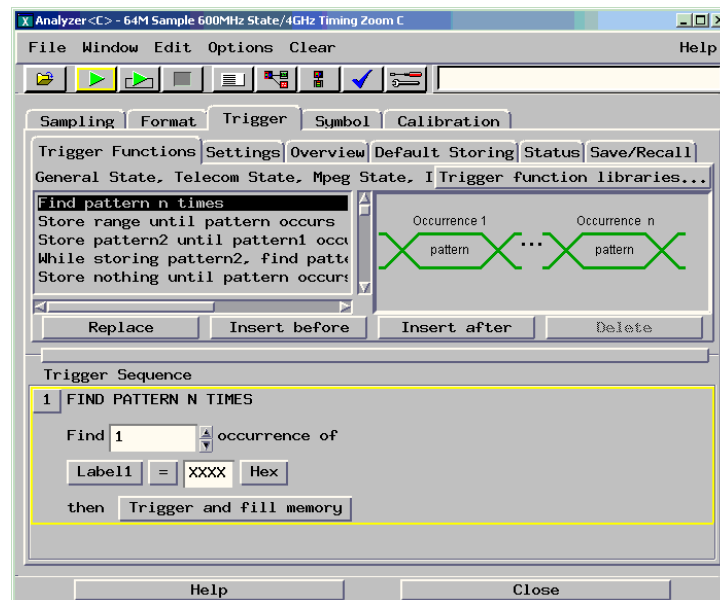 Analyzer<C> - 64M Sample 600MHz State/4GHz Timing Zoom C
File Window Edit Options Clear Help
Sampling Format Trigger Symbol Calibration
Trigger Functions Settings Overview Default Storing Status Save/Recall
General State, Telecom State, Mpeg State, I Trigger function libraries...
Find pattern n times
Store range until pattern occurs
Store pattern2 until pattern1 occu
While storing pattern2, find patte
Store nothing until pattern occurs
Occurrence 1 Occurrence n
pattern ... pattern
Replace Insert before Insert after Delete
Trigger Sequence
1 FIND PATTERN N TIMES
Find 1 occurrence of
Label1 = XXXX Hex
then Trigger and fill memory
Help Close